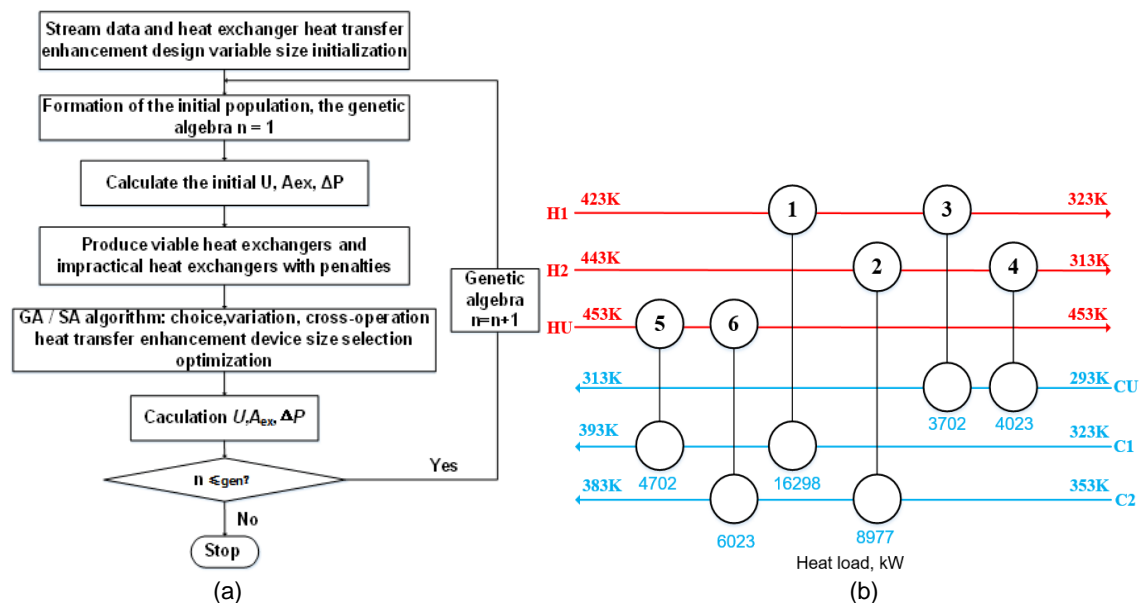 Stream data and heat exchanger heat transfer
enhancement design variable size initialization
Formation of the initial population, the genetic
algebra n = 1
Calculate the initial U, Aex, ΔP
Produce viable heat exchangers and
impractical heat exchangers with penalties
GA / SA algorithm: choice,variation, cross-operation
heat transfer enhancement device size selection
optimization
Caculation U,Aex, ΔP
n ⩽gen?
Yes
No
Stop
Genetic
algebra
n=n+1
(a)
H1 423K 1 3 323K
H2 443K 2 4 313K
HU 453K 5 6 453K
313K 293K CU
3702 4023
393K 323K C1
4702 16298
383K 353K C2
6023 8977
Heat load, kW
(b)